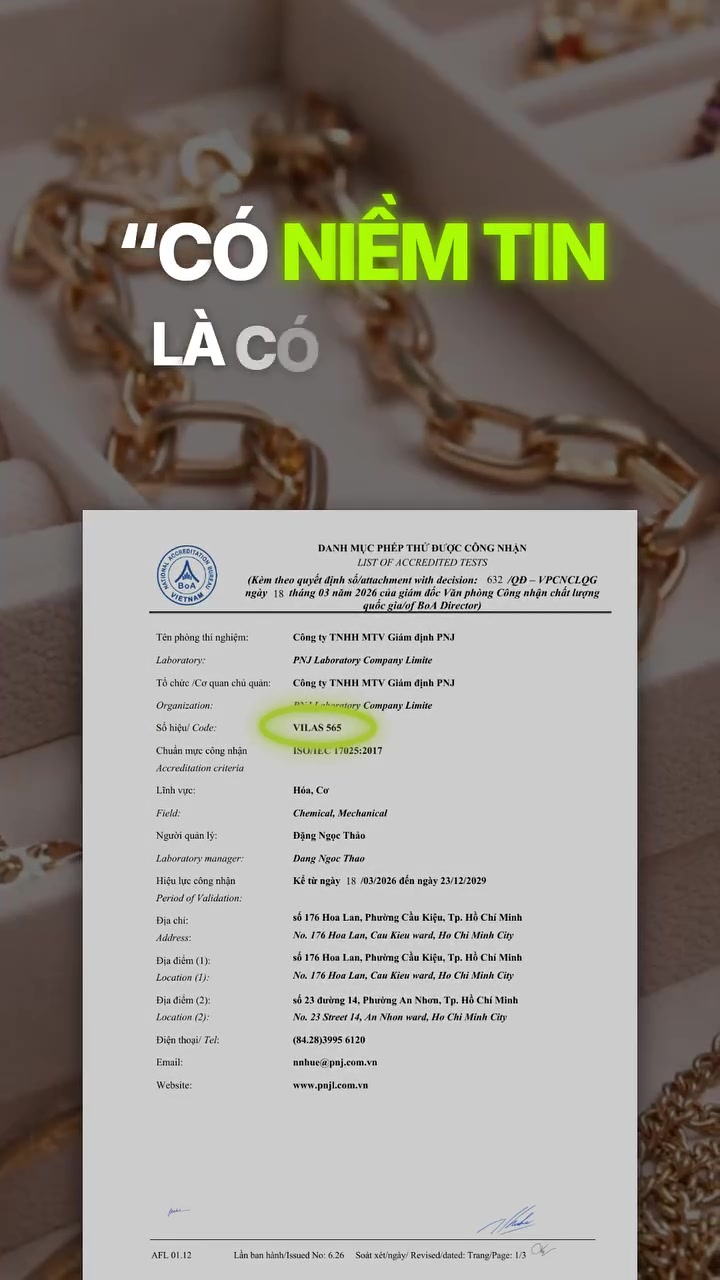 “CÓ NIỀM TIN
LÀ CÓ
NATIONAL ACCREDITATION BUREAU
BoA
VIETNAM
DANH MỤC PHÉP THỬ ĐƯỢC CÔNG NHẬN
LIST OF ACCREDITED TESTS
(Kèm theo quyết định số/attachment with decision: 632 /QĐ – VPCNCLQG
ngày 18 tháng 03 năm 2026 của giám đốc Văn phòng Công nhận chất lượng
quốc gia/of BoA Director)
Tên phòng thí nghiệm: Công ty TNHH MTV Giám định PNJ
Laboratory: PNJ Laboratory Company Limite
Tổ chức /Cơ quan chủ quản: Công ty TNHH MTV Giám định PNJ
Organization: PNJ Laboratory Company Limite
Số hiệu/ Code: VILAS 565
Chuẩn mực công nhận ISO/IEC 17025:2017
Accreditation criteria
Lĩnh vực: Hóa, Cơ
Field: Chemical, Mechanical
Người quản lý: Đặng Ngọc Thảo
Laboratory manager: Dang Ngoc Thao
Hiệu lực công nhận Kể từ ngày 18 /03/2026 đến ngày 23/12/2029
Period of Validation:
Địa chỉ: số 176 Hoa Lan, Phường Cầu Kiệu, Tp. Hồ Chí Minh
Address: No. 176 Hoa Lan, Cau Kieu ward, Ho Chi Minh City
Địa điểm (1): số 176 Hoa Lan, Phường Cầu Kiệu, Tp. Hồ Chí Minh
Location (1): No. 176 Hoa Lan, Cau Kieu ward, Ho Chi Minh City
Địa điểm (2): số 23 đường 14, Phường An Nhơn, Tp. Hồ Chí Minh
Location (2): No. 23 Street 14, An Nhon ward, Ho Chi Minh City
Điện thoại/ Tel: (84.28)3995 6120
Email: nnhue@pnj.com.vn
Website: www.pnjl.com.vn
AFL 01.12 Lần ban hành/Issued No: 6.26 Soát xét/ngày/ Revised/dated: Trang/Page: 1/3